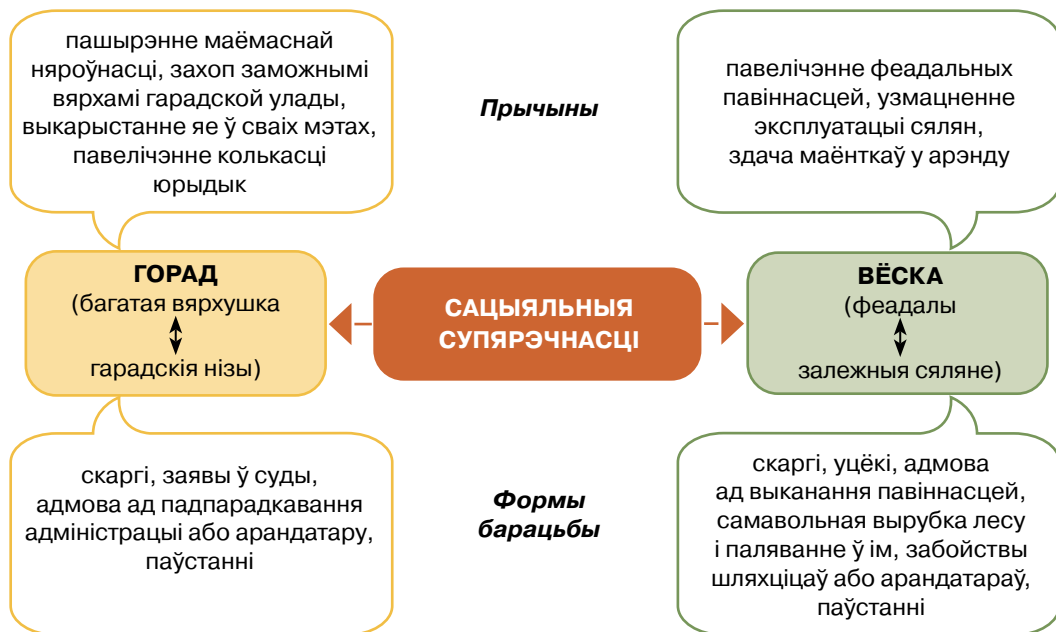 пашырэнне маёмаснай
няроўнасці, захоп заможнымі
вярхамі гарадской улады,
выкарыстанне яе ў сваіх мэтах,
павелічэнне колькасці
юрыдык
Прычыны
павелічэнне феадальных
павіннасцей, узмацненне
эксплуатацыі сялян,
здача маёнткаў у арэнду
ГОРАД
(багатая вярхушка
гарадскія нізы)
САЦЫЯЛЬНЫЯ
СУПЯРЭЧНАСЦІ
ВЁСКА
(феадалы
залежныя сяляне)
скаргі, заявы ў суды,
адмова ад падпарадкавання
адміністрацыі або арандатару,
паўстанні
Формы
барацьбы
скаргі, уцёкі, адмова
ад выканання павіннасцей,
самавольная вырубка лесу
і паляванне ў ім, забойствы
шляхціцаў або арандатараў,
паўстанні